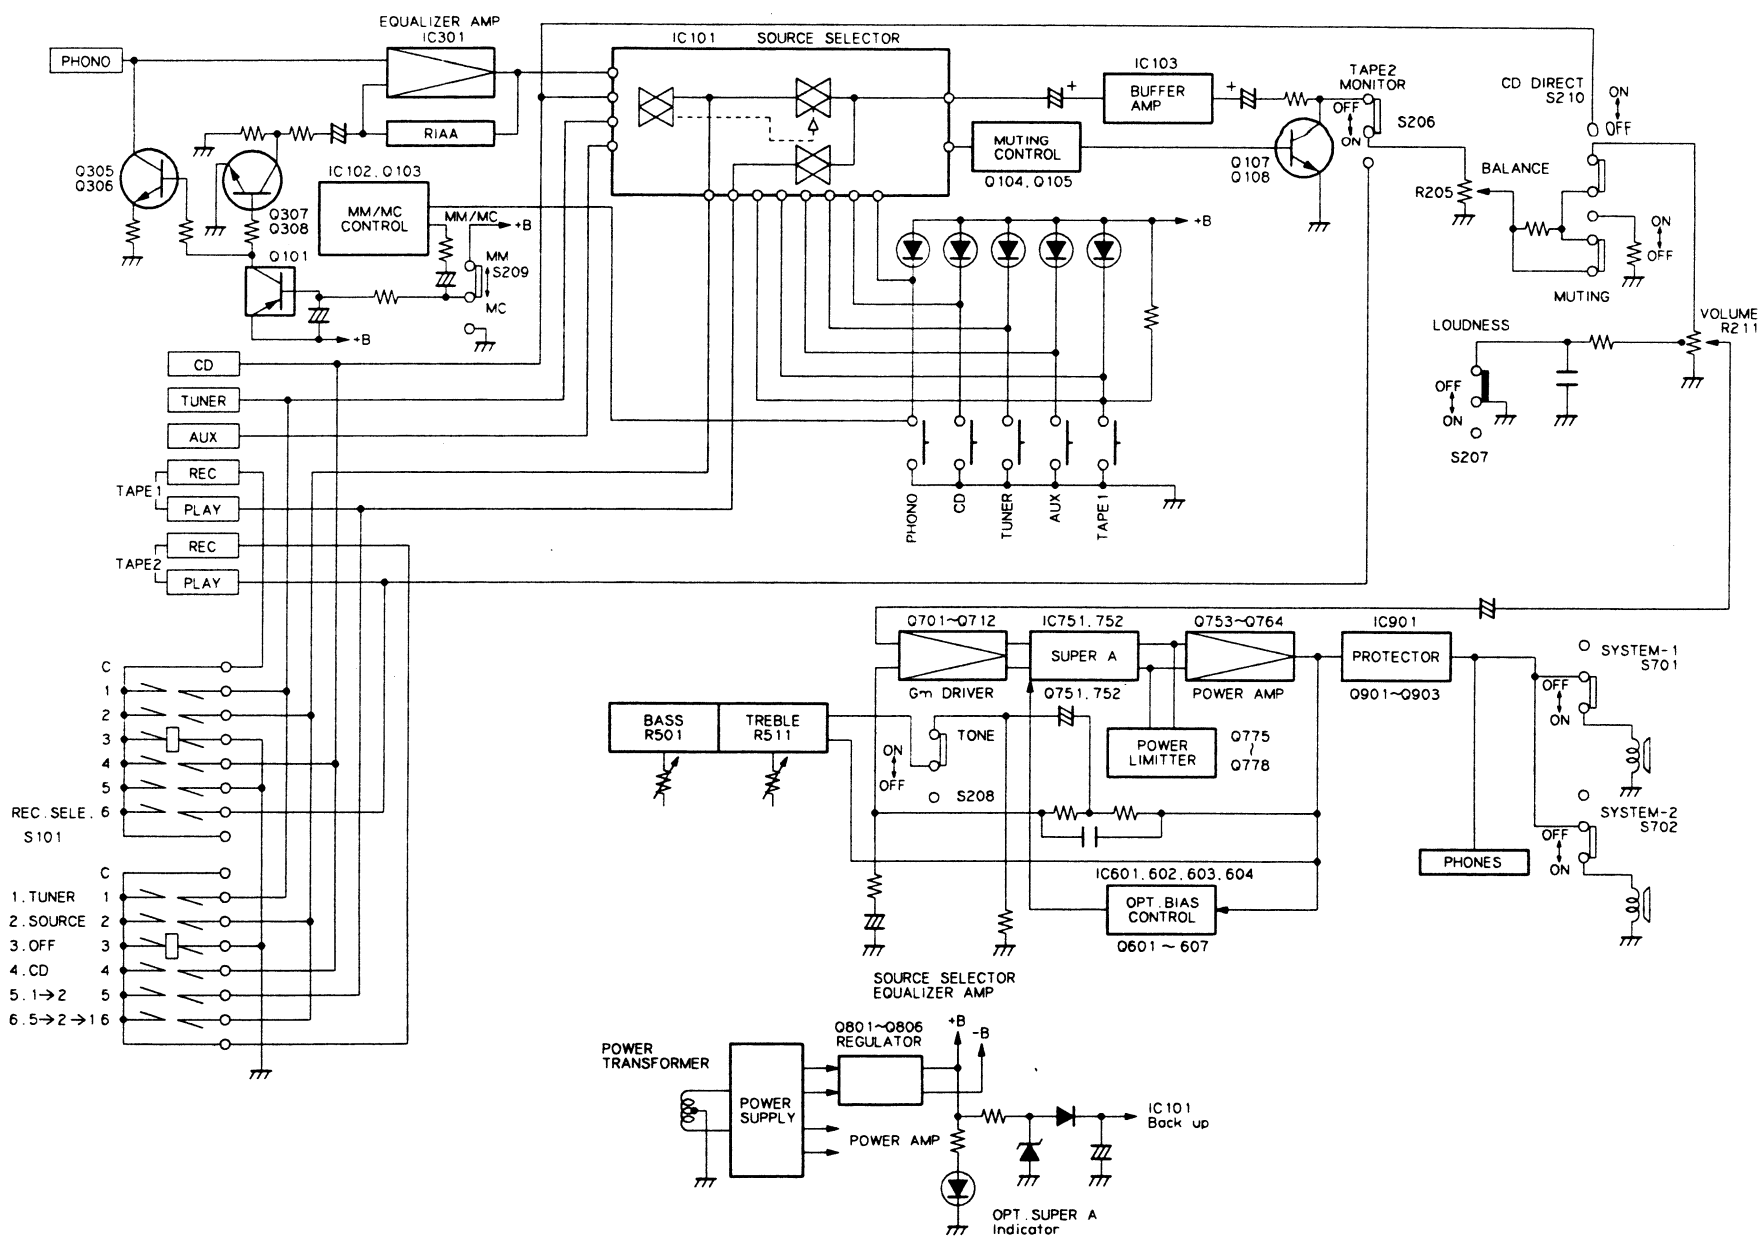 EQUALIZER AMP
IC301
PHONO
RIAA
Q305
Q306
Q307
Q308
Q101
IC102, Q103
MM/MC
CONTROL
MM/MC
+B
MM
S209
MC
+B
IC101 SOURCE SELECTOR
IC103
BUFFER
AMP
+
+
MUTING
CONTROL
Q104, Q105
Q107
Q108
TAPE2
MONITOR
OFF
ON
S206
CD DIRECT
S210
ON
OFF
BALANCE
R205
ON
OFF
MUTING
VOLUME
R211
LOUDNESS
OFF
ON
S207
+B
PHONO
CD
TUNER
AUX
TAPE1
CD
TUNER
AUX
TAPE1
REC
PLAY
TAPE2
REC
PLAY
C
1
2
3
4
5
REC.SELE. 6
S101
C
1.TUNER 1
2.SOURCE 2
3.OFF 3
4.CD 4
5.1→2 5
6.5→2→1 6
Q701~Q712
Gm DRIVER
IC751,752
SUPER A
Q751,752
Q753~Q764
POWER AMP
IC901
PROTECTOR
Q901~Q903
SYSTEM-1
S701
OFF
ON
SYSTEM-2
S702
OFF
ON
PHONES
BASS
R501
TREBLE
R511
ON
OFF
TONE
S208
POWER
LIMITTER
Q775
~
Q778
IC601,602,603,604
OPT.BIAS
CONTROL
Q601~607
SOURCE SELECTOR
EQUALIZER AMP
+B
-B
Q801~Q806
REGULATOR
POWER
TRANSFORMER
POWER
SUPPLY
POWER AMP
IC101
Back up
OPT.SUPER A
Indicator